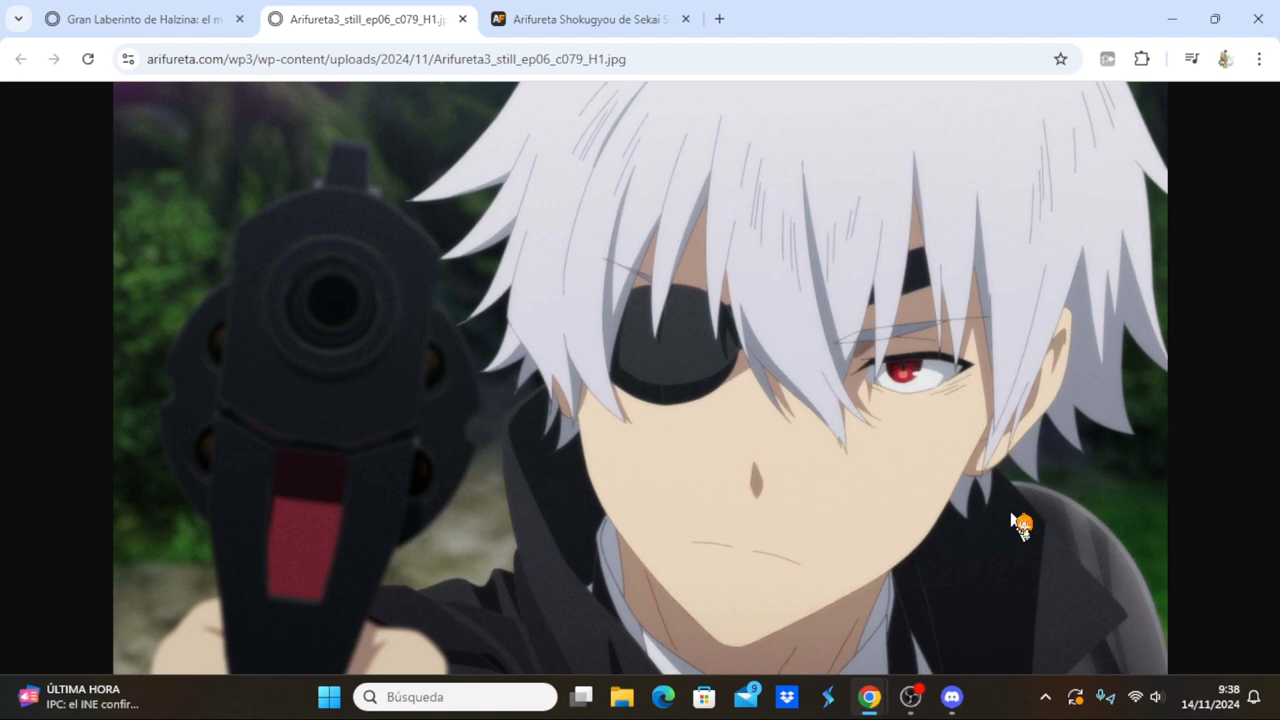 Gran Laberinto de Halzina: el m
Arifureta3_still_ep06_c079_H1.j
Arifureta Shokugyou de Sekai S
arifureta.com/wp3/wp-content/uploads/2024/11/Arifureta3_still_ep06_c079_H1.jpg
ÚLTIMA HORA
IPC: el INE confir...
Búsqueda
9
9:38
14/11/2024